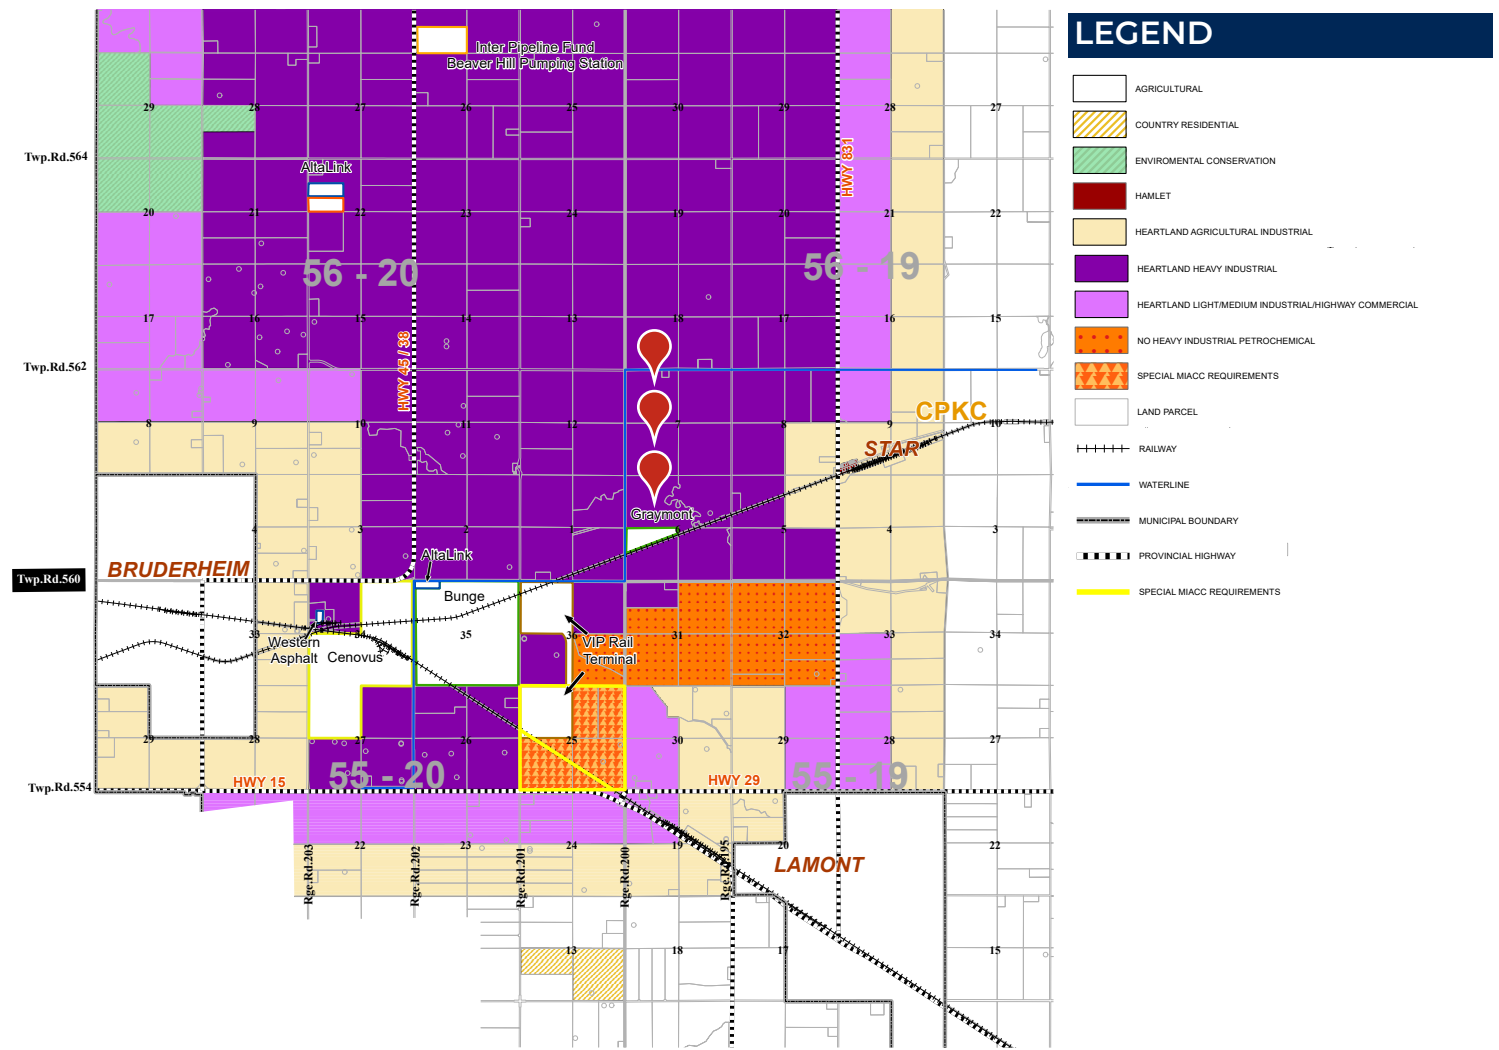 LEGEND
AGRICULTURAL
COUNTRY RESIDENTIAL
ENVIROMENTAL CONSERVATION
HAMLET
HEARTLAND AGRICULTURAL INDUSTRIAL
HEARTLAND HEAVY INDUSTRIAL
HEARTLAND LIGHT/MEDIUM INDUSTRIAL/HIGHWAY COMMERCIAL
NO HEAVY INDUSTRIAL PETROCHEMICAL
SPECIAL MIACC REQUIREMENTS
LAND PARCEL
RAILWAY
WATERLINE
MUNICIPAL BOUNDARY
PROVINCIAL HIGHWAY
SPECIAL MIACC REQUIREMENTS
Inter Pipeline Fund
Beaver Hill Pumping Station
29 28 27 26 25 30 29 28 27
Twp.Rd.564
HWY 831
AltaLink
20 21 22 23 24 19 20 21 22
56 - 20
56 - 19
17 16 15 14 13 18 17 16 15
Twp.Rd.562
HWY 45 / 38
CPKC
8 10 11 12 7 8 9 10
STAR
Graymont
4 3 2 1 6 5 4 3
AltaLink
BRUDERHEIM
Twp.Rd.560
Bunge
33 34 35 36 31 32 33 34
Western
Asphalt
Cenovus
VIP Rail
Terminal
29 28 27 26 25 30 29 28 27
55 - 20
55 - 19
Twp.Rd.554
HWY 15
HWY 29
22 24 19 20 22
Rge.Rd.203
Rge.Rd.202
Rge.Rd.201
Rge.Rd.200
Rge.Rd.195
LAMONT
13 18 17 15